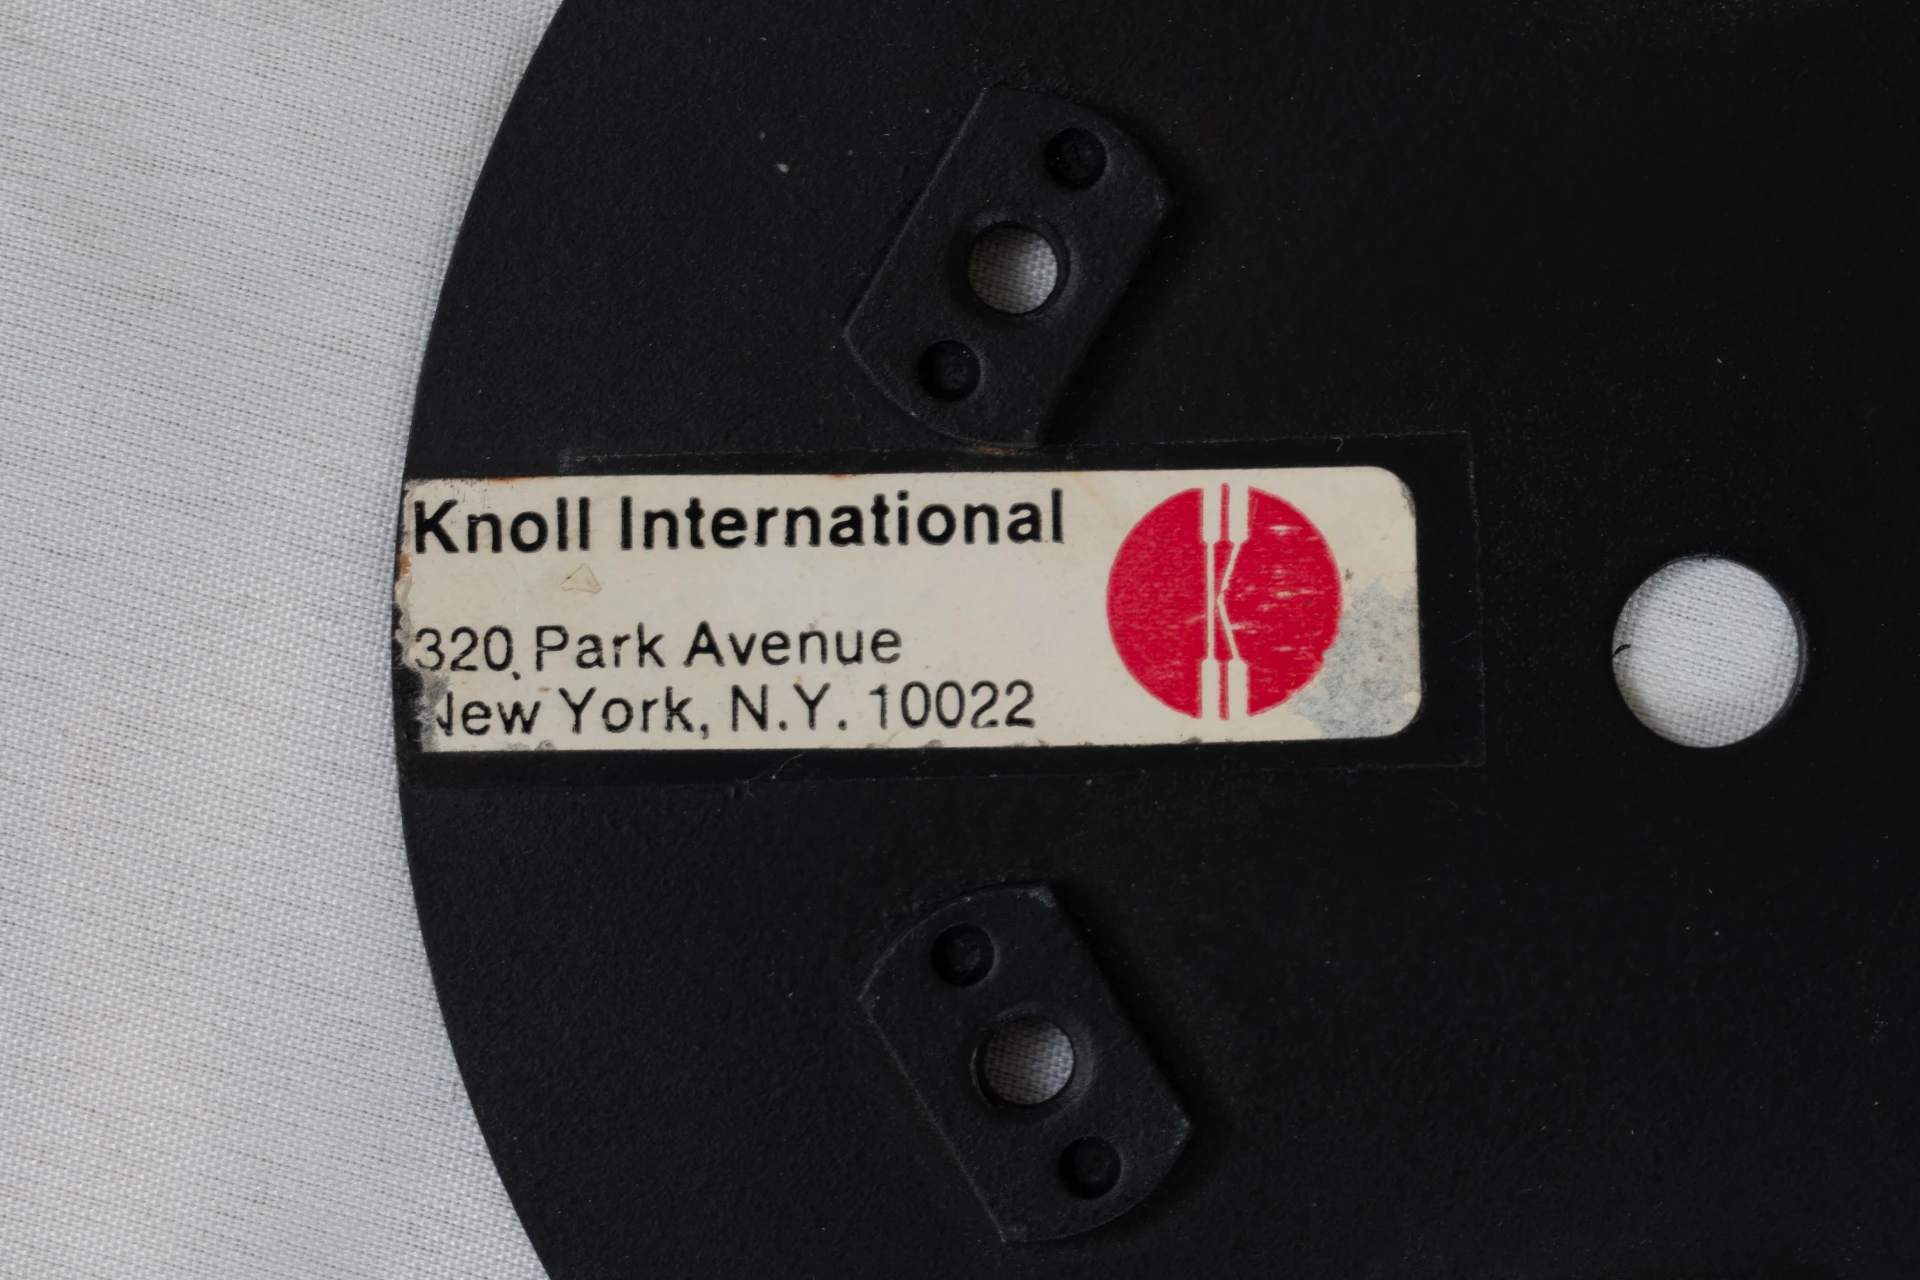 Knoll International
320 Park Avenue
New York, N.Y. 10022
K